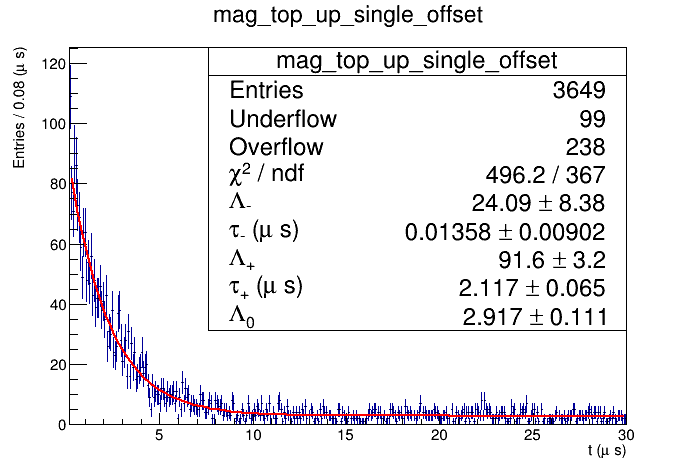 mag_top_up_single_offset
Entries / 0.08 (μ s)
mag_top_up_single_offset
Entries 3649
Underflow 99
Overflow 238
χ² / ndf 496.2 / 367
Λ₋ 24.09 ± 8.38
τ₋ (μ s) 0.01358 ± 0.00902
Λ₊ 91.6 ± 3.2
τ₊ (μ s) 2.117 ± 0.065
Λ₀ 2.917 ± 0.111
120
100
80
60
40
20
0
0 5 10 15 20 25 30
t (μ s)